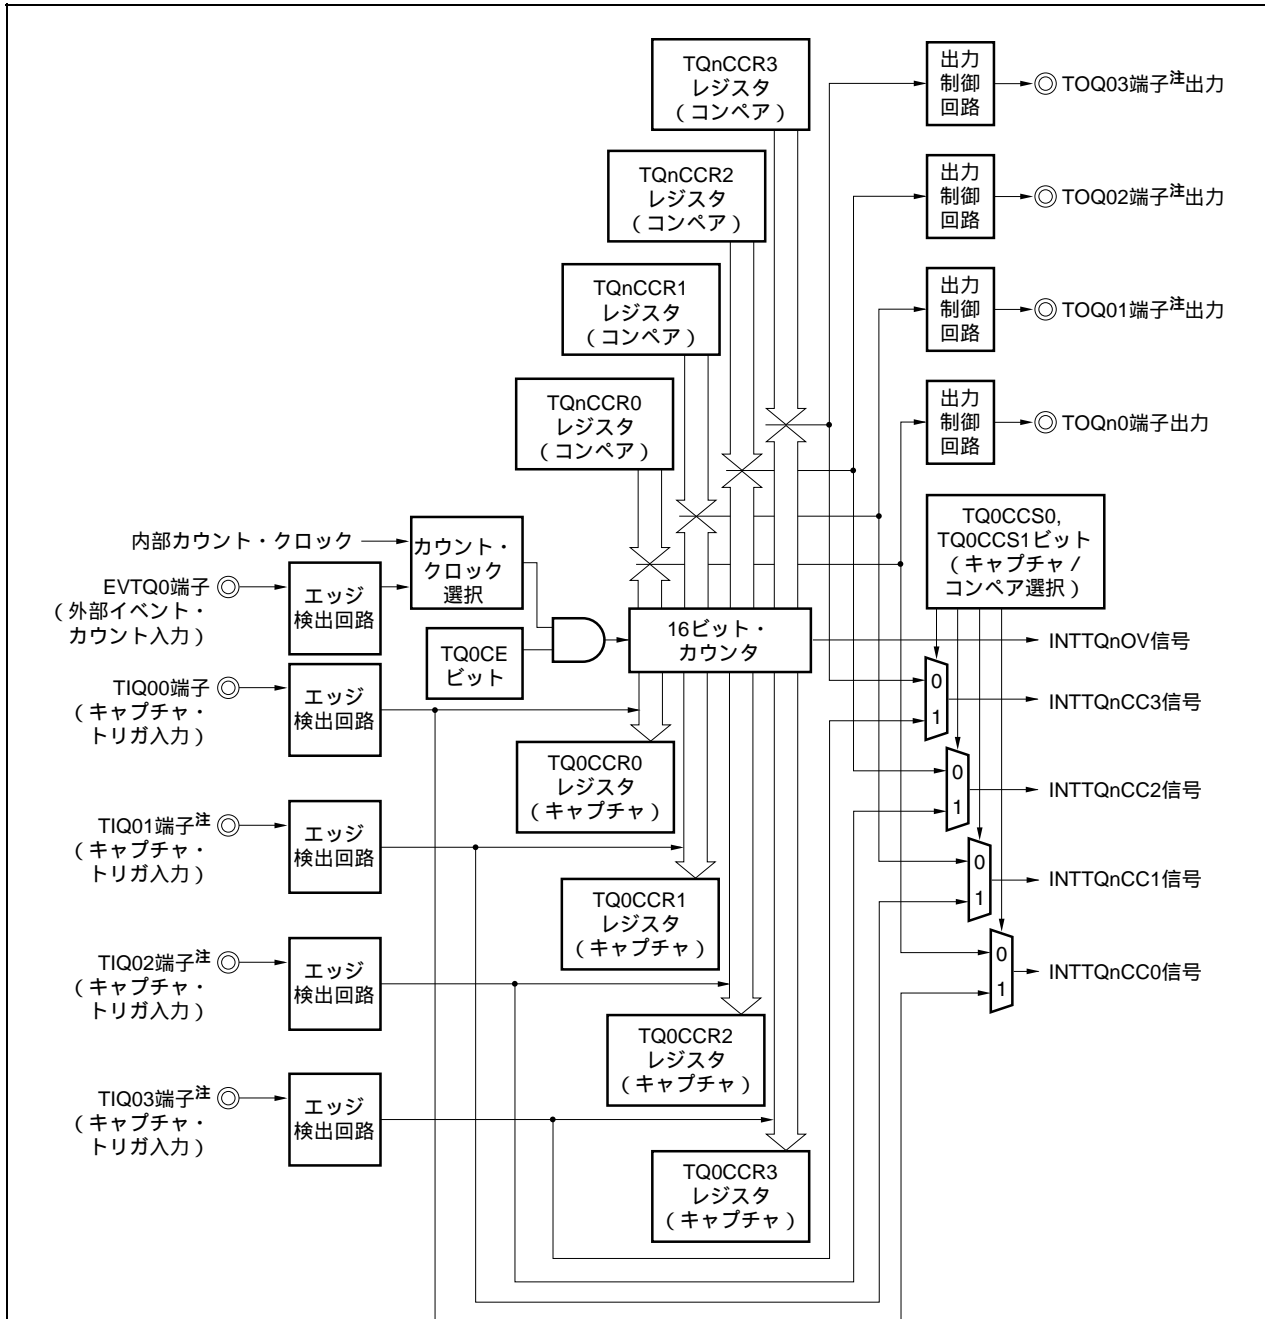 TQnCCR3
レジスタ
（コンペア）
出力
制御
回路
TOQ03端子注出力
TQnCCR2
レジスタ
（コンペア）
出力
制御
回路
TOQ02端子注出力
TQnCCR1
レジスタ
（コンペア）
出力
制御
回路
TOQ01端子注出力
TQnCCR0
レジスタ
（コンペア）
出力
制御
回路
TOQn0端子出力
内部カウント・クロック
カウント・
クロック
選択
TQ0CCS0,
TQ0CCS1ビット
（キャプチャ /
コンペア選択）
EVTQ0端子
（外部イベント・
カウント入力）
エッジ
検出回路
TQ0CE
ビット
16ビット・
カウンタ
INTTQnOV信号
TIQ00端子
（キャプチャ・
トリガ入力）
エッジ
検出回路
0
1
INTTQnCC3信号
TQ0CCR0
レジスタ
（キャプチャ）
0
1
INTTQnCC2信号
TIQ01端子注
（キャプチャ・
トリガ入力）
エッジ
検出回路
TQ0CCR1
レジスタ
（キャプチャ）
0
1
INTTQnCC1信号
TIQ02端子注
（キャプチャ・
トリガ入力）
エッジ
検出回路
0
1
INTTQnCC0信号
TQ0CCR2
レジスタ
（キャプチャ）
TIQ03端子注
（キャプチャ・
トリガ入力）
エッジ
検出回路
TQ0CCR3
レジスタ
（キャプチャ）